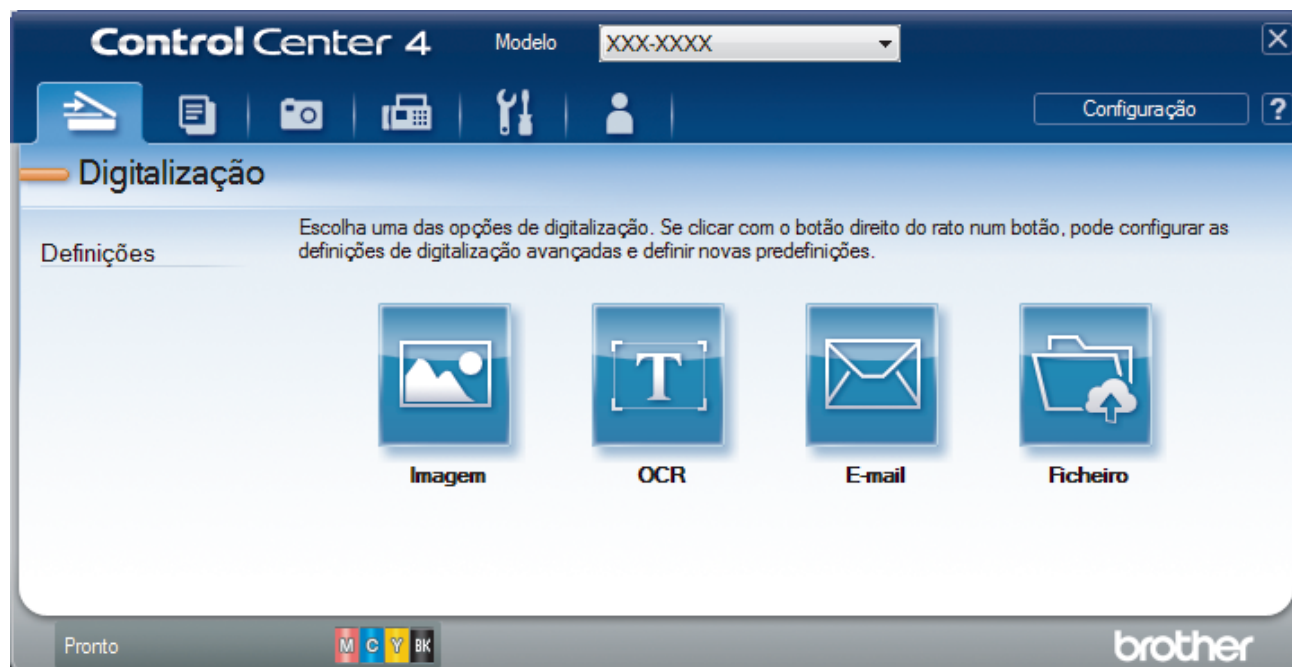 ControlCenter 4 Modelo XXX-XXXX X
Configuração ?
Digitalização
Escolha uma das opções de digitalização. Se clicar com o botão direito do rato num botão, pode configurar as
Definições definições de digitalização avançadas e definir novas predefinições.
T
Imagem OCR E-mail Ficheiro
Pronto M C Y BK brother